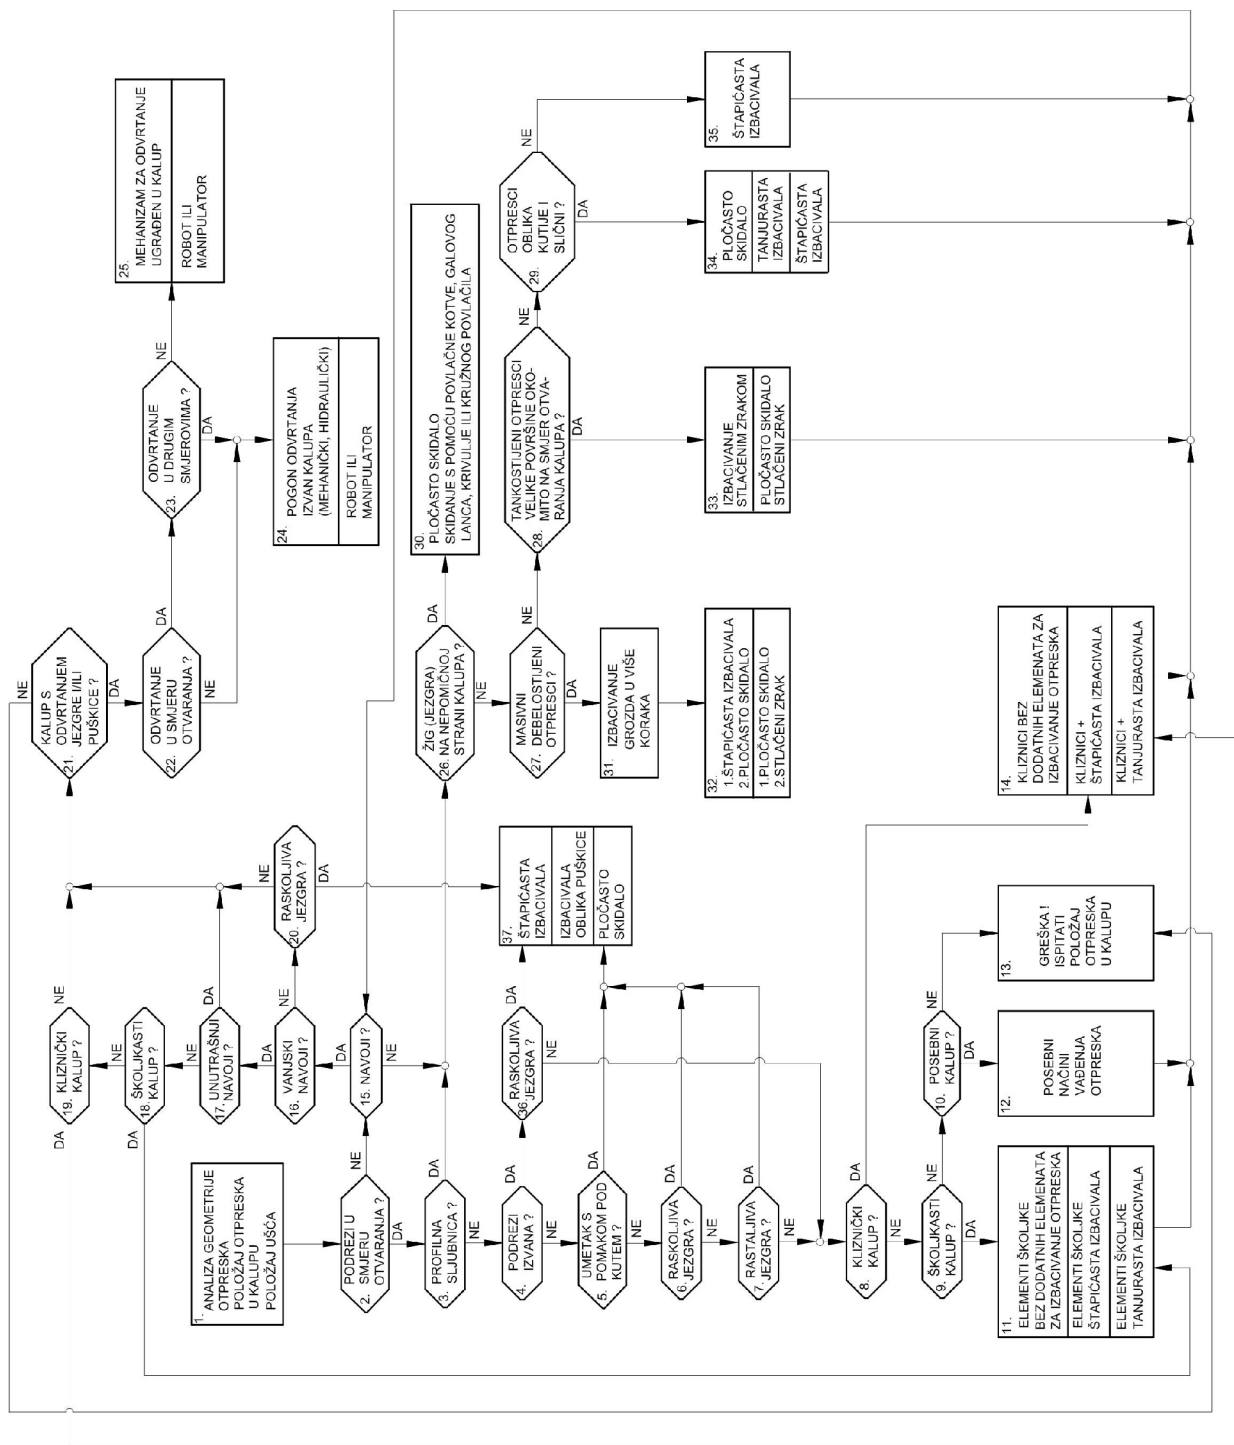 1.
ANALIZA GEOMETRIJE
OTPRESKA
POLOŽAJ OTPRESKA
U KALUPU
POLOŽAJ UŠĆA
2.
PODREZI U
SMJERU
OTVARANJA ?
NE
DA
3.
PROFILNA
SLJUBNICA ?
DA
NE
4.
PODREZI
IZVANA ?
DA
NE
5.
UMETAK S
POMAKOM POD
KUTEM ?
DA
NE
6.
RASKOLJIVA
JEZGRA ?
DA
NE
7.
RASTALJIVA
JEZGRA ?
DA
NE
8.
KLIZNIČKI
KALUP ?
DA
NE
9.
ŠKOLJKASTI
KALUP ?
NE
DA
10.
POSEBNI
KALUP ?
NE
DA
11.
ELEMENTI ŠKOLJKE
BEZ DODATNIH ELEMENATA
ZA IZBACIVANJE OTPRESKA
ELEMENTI ŠKOLJKE
ŠTAPIĆASTA IZBACIVALA
ELEMENTI ŠKOLJKE
TANJURASTA IZBACIVALA
12.
POSEBNI
NAČINI
VAĐENJA
OTPRESKA
13.
GREŠKA !
ISPITATI
POLOŽAJ
OTPRESKA
U KALUPU
14.
KLIZNICI BEZ
DODATNIH ELEMENATA ZA
IZBACIVANJE OTPRESKA
KLIZNICI +
ŠTAPIĆASTA IZBACIVALA
KLIZNICI +
TANJURASTA IZBACIVALA
15. NAVOJI ?
DA
NE
16.
VANJSKI
NAVOJI ?
DA
NE
17.
UNUTRAŠNJI
NAVOJI ?
DA
NE
18.
ŠKOLJKASTI
KALUP ?
DA
NE
19.
KLIZNIČKI
KALUP ?
DA
NE
20.
RASKOLJIVA
JEZGRA ?
NE
DA
21.
KALUP S
ODVRTANJEM
JEZGRE I/ILI
PUŠKICE ?
NE
DA
22.
ODVRTANJE
U SMJERU
OTVARANJA ?
DA
NE
23.
ODVRTANJE
U DRUGIM
SMJEROVIMA ?
NE
DA
24.
POGON ODVRTANJA
IZVAN KALUPA
(MEHANIČKI, HIDRAULIČKI)
ROBOT ILI
MANIPULATOR
25.
MEHANIZAM ZA ODVRTANJE
UGRAĐEN U KALUP
ROBOT ILI
MANIPULATOR
ŽIG (JEZGRA)
26. NA NEPOMIČNOJ
STRANI KALUPA ?
DA
NE
27.
MASIVNI
DEBELOSTIJENI
OTPRESCI ?
NE
DA
28.
TANKOSTIJENI OTPRESCI
VELIKE POVRŠINE OKO-
MITO NA SMJER OTVA-
RANJA KALUPA ?
NE
DA
29.
OTPRESCI
OBLIKA
KUTIJE I
SLIČNI ?
NE
DA
30.
PLOČASTO SKIDALO
SKIDANJE S POMOĆU POVLAČNE KOTVE, GALOVOG
LANCA, KRIVULJE ILI KRUŽNOG POVLAČILA
31.
IZBACIVANJE
GROZDA U VIŠE
KORAKA
32.
1.ŠTAPIĆASTA IZBACIVALA
2.PLOČASTO SKIDALO
1.PLOČASTO SKIDALO
2.STLAČENI ZRAK
33.
IZBACIVANJE
STLAČENIM ZRAKOM
PLOČASTO SKIDALO
STLAČENI ZRAK
34.
PLOČASTO
SKIDALO
TANJURASTA
IZBACIVALA
ŠTAPIĆASTA
IZBACIVALA
35.
ŠTAPIĆASTA
IZBACIVALA
36.
RASKOLJIVA
JEZGRA ?
DA
NE
37.
ŠTAPIĆASTA
IZBACIVALA
IZBACIVALA
OBLIKA PUŠKICE
PLOČASTO
SKIDALO